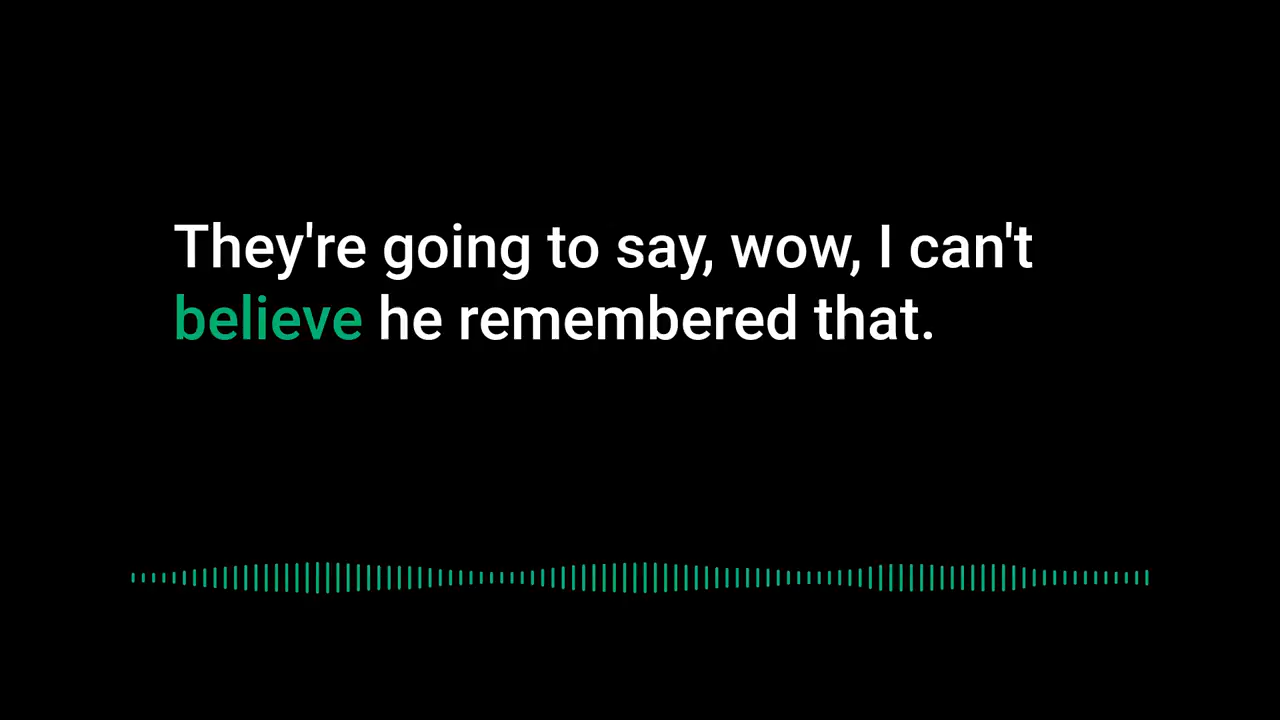 They're going to say, wow, I can't
believe he remembered that.